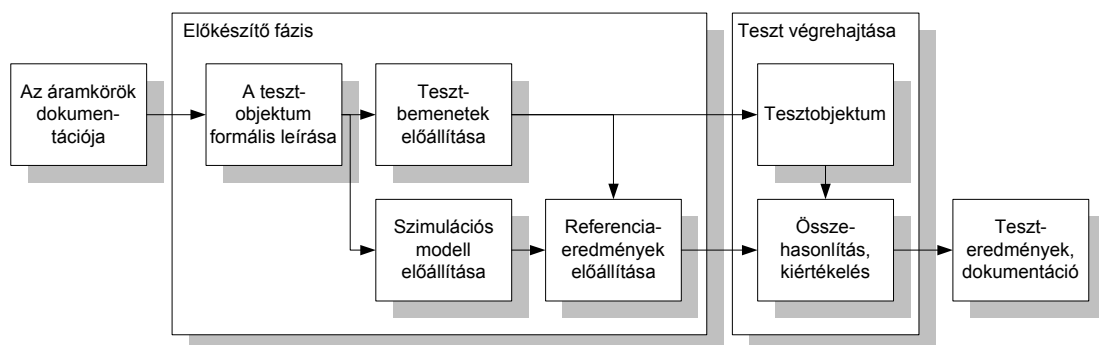 Előkészítő fázis
Teszt végrehajtása
Az áramkörök
dokumen-
tációja
A teszt-
objektum
formális leírása
Teszt-
bemenetek
előállítása
Tesztobjektum
Szimulációs
modell
előállítása
Referencia-
eredmények
előállítása
Össze-
hasonlítás,
kiértékelés
Teszt-
eredmények,
dokumentáció